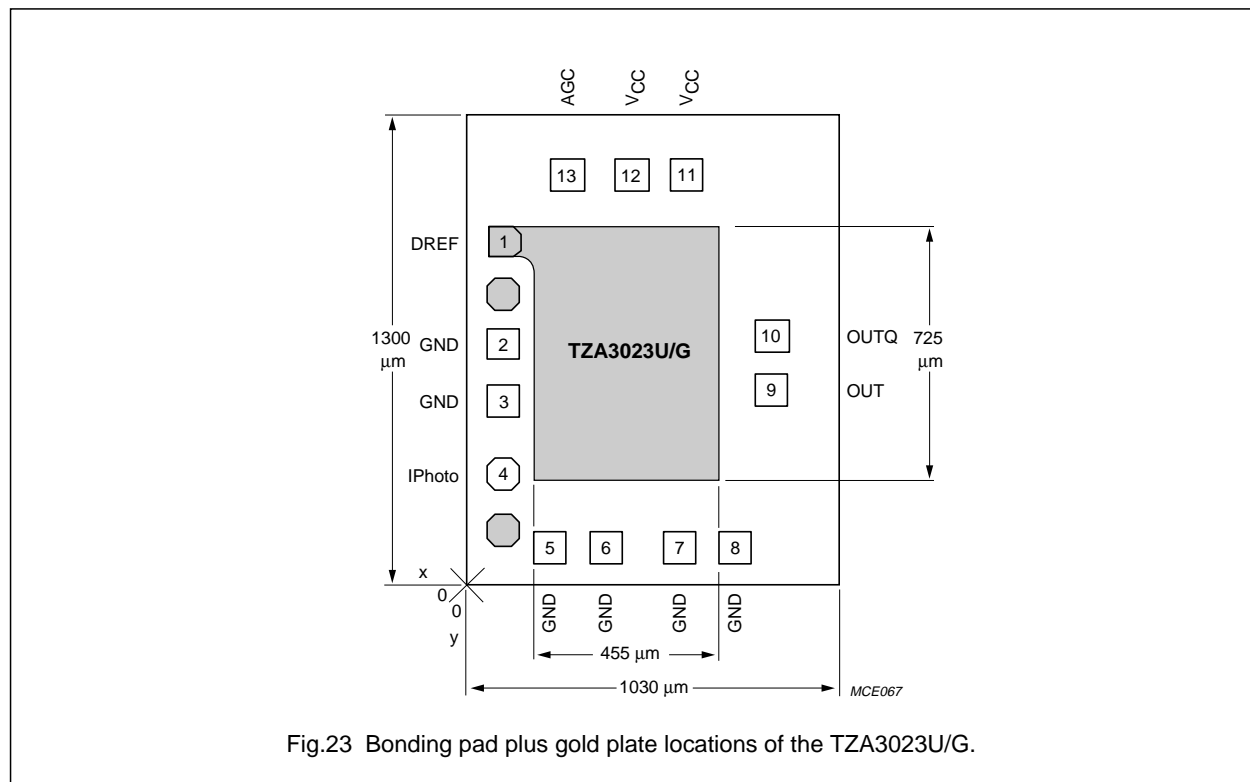 AGC
VCC
VCC
13
12
11
DREF
1
1300
μm
GND
2
TZA3023U/G
10
OUTQ
725
μm
GND
3
9
OUT
IPhoto
4
5
6
7
8
x
0
0
y
GND
GND
GND
GND
455 μm
1030 μm
MCE067
Fig.23 Bonding pad plus gold plate locations of the TZA3023U/G.